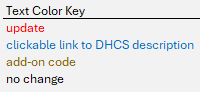 Text Color Key
update
clickable link to DHCS description
add-on code
no change